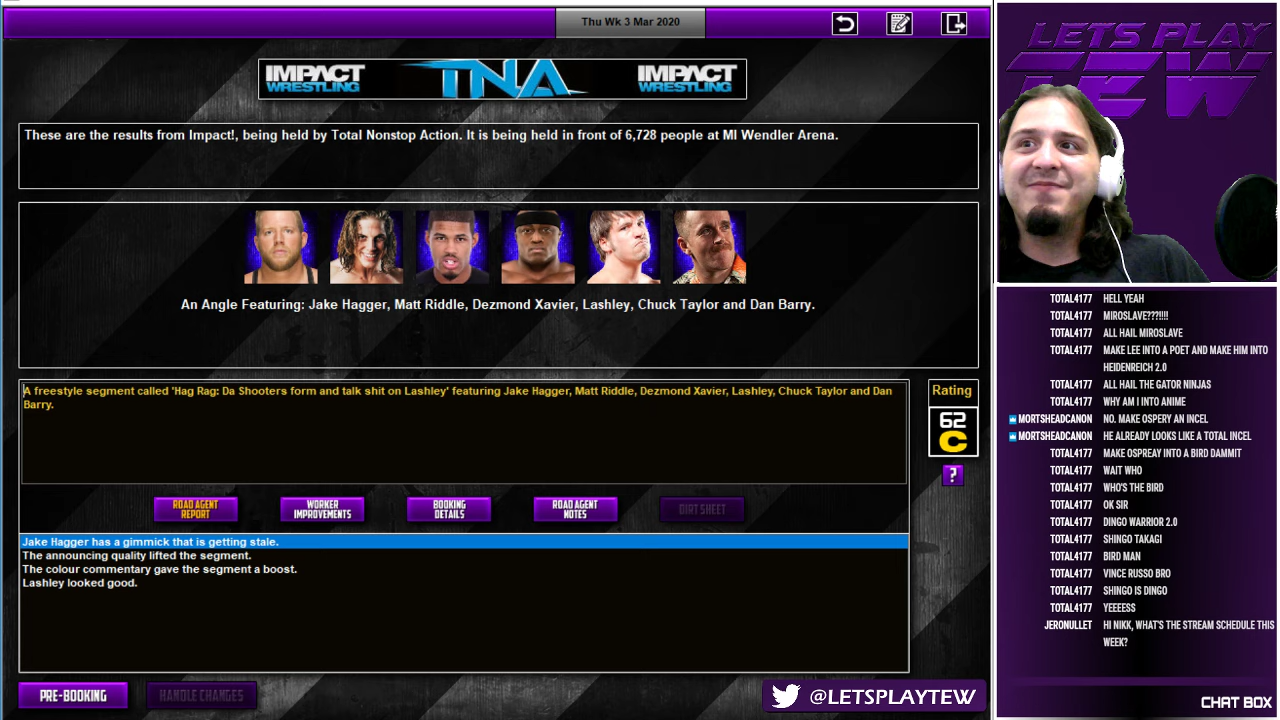 Thu Wk 3 Mar 2020
LETS PLAY
TEW
IMPACT
WRESTLING
TNA
IMPACT
WRESTLING
These are the results from Impact!, being held by Total Nonstop Action. It is being held in front of 6,728 people at MI Wendler Arena.
An Angle Featuring: Jake Hagger, Matt Riddle, Dezmond Xavier, Lashley, Chuck Taylor and Dan Barry.
A freestyle segment called 'Hag Rag: Da Shooters form and talk shit on Lashley' featuring Jake Hagger, Matt Riddle, Dezmond Xavier, Lashley, Chuck Taylor and Dan
Barry.
Rating
62
C
?
ROAD AGENT
REPORT
WORKER
IMPROVEMENTS
BOOKING
DETAILS
ROAD AGENT
NOTES
DIRT SHEET
Jake Hagger has a gimmick that is getting stale.
The announcing quality lifted the segment.
The colour commentary gave the segment a boost.
Lashley looked good.
PRE-BOOKING
HANDLE CHANGES
@LETSPLAYTEW
TOTAL4177 HELL YEAH
TOTAL4177 MIROSLAVE???!!!!
TOTAL4177 ALL HAIL MIROSLAVE
TOTAL4177 MAKE LEE INTO A POET AND MAKE HIM INTO
HEIDENREICH 2.0
TOTAL4177 ALL HAIL THE GATOR NINJAS
TOTAL4177 WHY AM I INTO ANIME
MORTSHEADCANON NO. MAKE OSPERY AN INCEL
MORTSHEADCANON HE ALREADY LOOKS LIKE A TOTAL INCEL
TOTAL4177 MAKE OSPREAY INTO A BIRD DAMMIT
TOTAL4177 WAIT WHO
TOTAL4177 WHO'S THE BIRD
TOTAL4177 OK SIR
TOTAL4177 DINGO WARRIOR 2.0
TOTAL4177 SHINGO TAKAGI
TOTAL4177 BIRD MAN
TOTAL4177 VINCE RUSSO BRO
TOTAL4177 SHINGO IS DINGO
TOTAL4177 YEEEESS
JERONULLET HI NIKK, WHAT'S THE STREAM SCHEDULE THIS
WEEK?
CHAT BOX